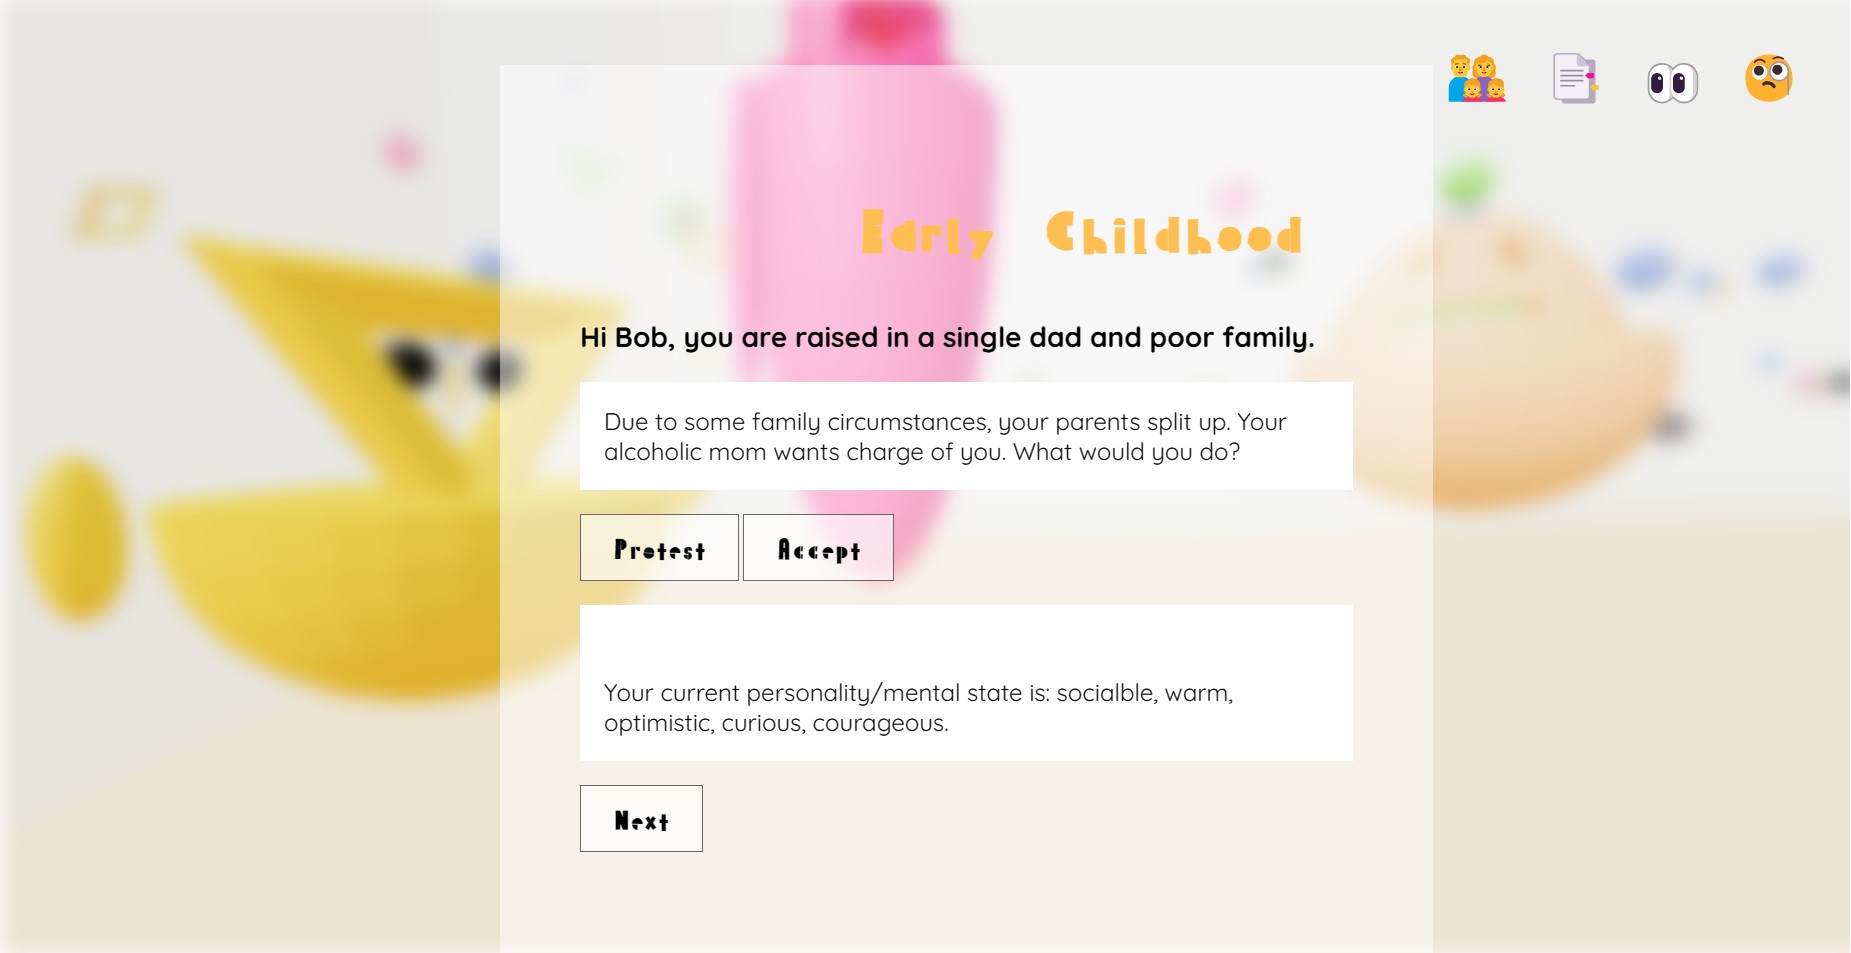 Early Childhood
Hi Bob, you are raised in a single dad and poor family.
Due to some family circumstances, your parents split up. Your
alcoholic mom wants charge of you. What would you do?
Protest Accept
Your current personality/mental state is: socialble, warm,
optimistic, curious, courageous.
Next